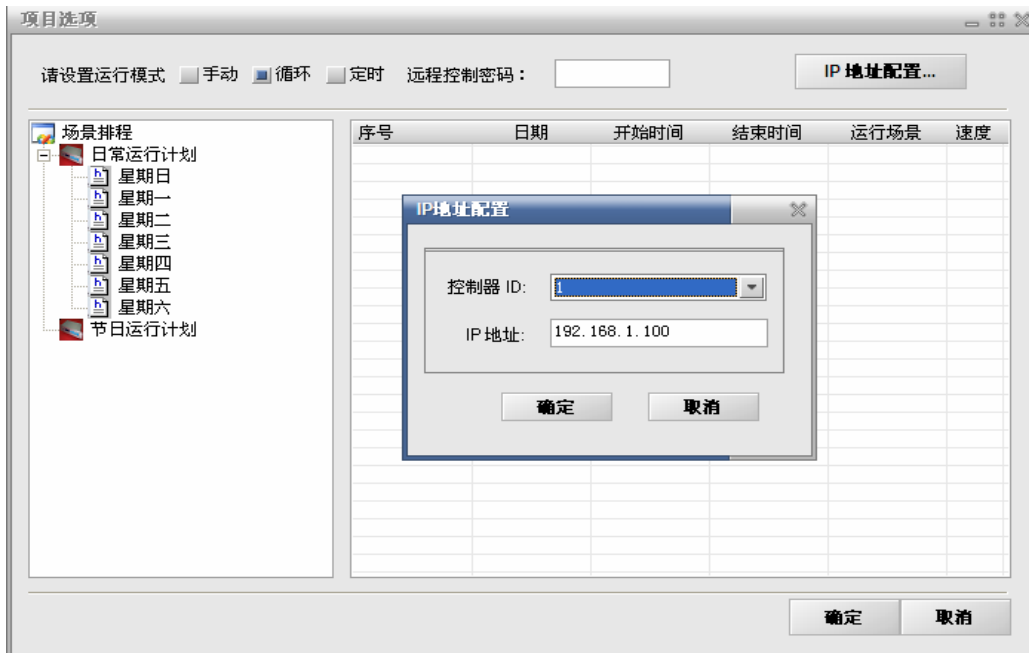 项目选项
请设置运行模式 手动 循环 定时 远程控制密码： IP 地址配置...
场景排程
日常运行计划
星期日
星期一
星期二
星期三
星期四
星期五
星期六
节日运行计划
序号 日期 开始时间 结束时间 运行场景 速度
IP地址配置
控制器 ID: 1
IP 地址: 192.168.1.100
确定 取消
确定 取消